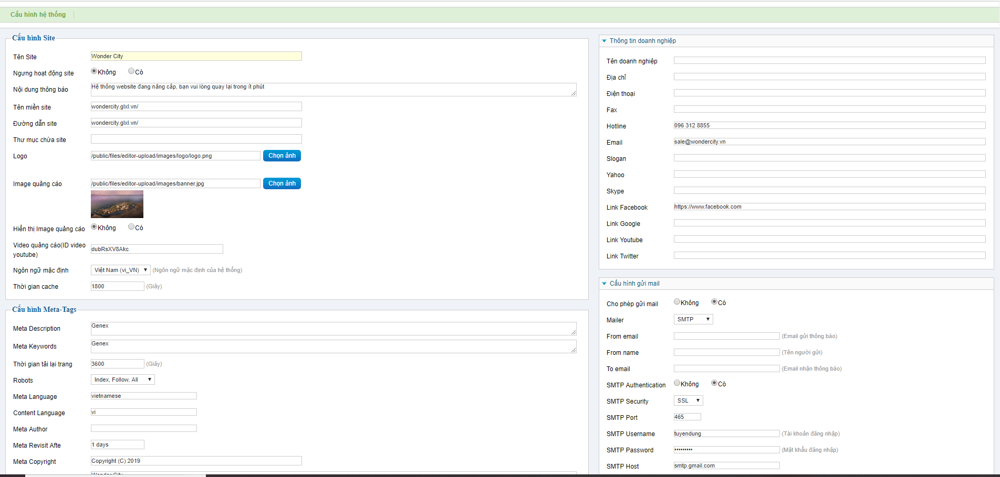 Cấu hình hệ thống
Cấu hình Site
Tên Site
Wonder City
Ngưng hoạt động site
Không
Có
Nội dung thông báo
Hệ thống website đang nâng cấp, bạn vui lòng quay lại trong ít phút
Tên miền site
wondercity.glxl.vn/
Đường dẫn site
wondercity.glxl.vn/
Thư mục chứa site
Logo
/public/files/editor-upload/images/logo/logo.png
Chọn ảnh
Image quảng cáo
/public/files/editor-upload/images/banner.jpg
Chọn ảnh
Hiển thị Image quảng cáo
Không
Có
Video quảng cáo(ID video
youtube)
dubRsXV8Akc
Ngôn ngữ mặc định
Việt Nam (vi_VN)
(Ngôn ngữ mặc định của hệ thống)
Thời gian cache
1800
(Giây)
Cấu hình Meta-Tags
Meta Description
Genex
Meta Keywords
Genex
Thời gian tải lại trang
3600
(Giây)
Robots
Index, Follow, All
Meta Language
vietnamese
Content Language
vi
Meta Author
Meta Revisit Afte
1 days
Meta Copyright
Copyright (C) 2019
Wonder City
Thông tin doanh nghiệp
Tên doanh nghiệp
Địa chỉ
Điện thoại
Fax
Hotline
096 312 8855
Email
sale@wondercity.vn
Slogan
Yahoo
Skype
Link Facebook
https://www.facebook.com
Link Google
Link Youtube
Link Twitter
Cấu hình gửi mail
Cho phép gửi mail
Không
Có
Mailer
SMTP
From email
(Email gửi thông báo)
From name
(Tên người gửi)
To email
(Email nhận thông báo)
SMTP Authentication
Không
Có
SMTP Security
SSL
SMTP Port
465
SMTP Username
tuyendung
(Tài khoản đăng nhập)
SMTP Password
•••••••••
(Mật khẩu đăng nhập)
SMTP Host
smtp.gmail.com